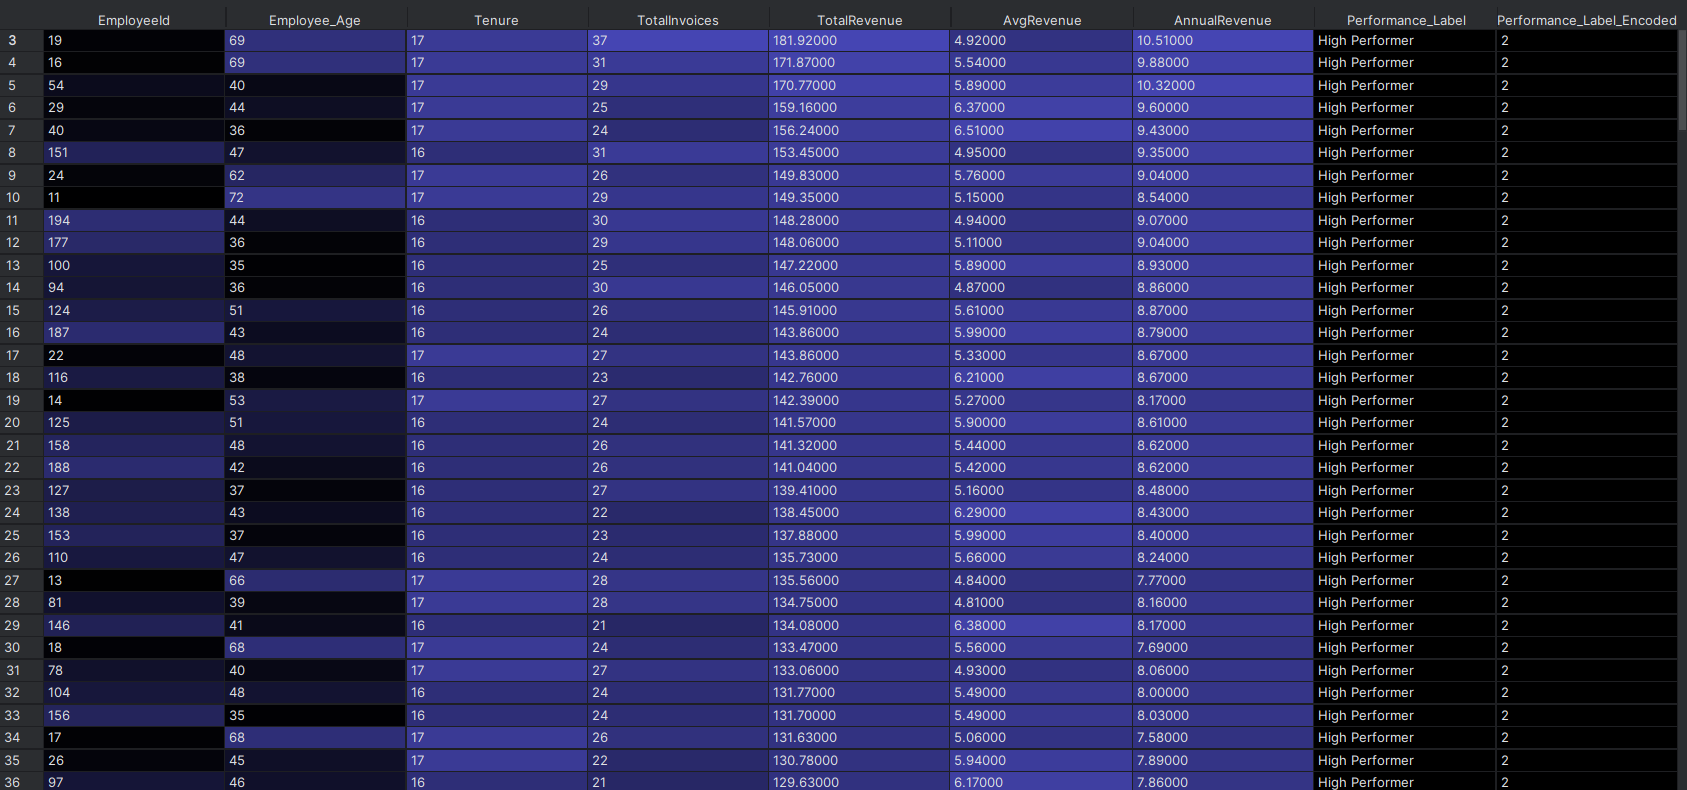 EmployeeId Employee_Age Tenure TotalInvoices TotalRevenue AvgRevenue AnnualRevenue Performance_Label Performance_Label_Encoded
3 19 69 17 37 181.92000 4.92000 10.51000 High Performer 2
4 16 69 17 31 171.87000 5.54000 9.88000 High Performer 2
5 54 40 17 29 170.77000 5.89000 10.32000 High Performer 2
6 29 44 17 25 159.16000 6.37000 9.60000 High Performer 2
7 40 36 17 24 156.24000 6.51000 9.43000 High Performer 2
8 151 47 16 31 153.45000 4.95000 9.35000 High Performer 2
9 24 62 17 26 149.83000 5.76000 9.04000 High Performer 2
10 11 72 17 29 149.35000 5.15000 8.54000 High Performer 2
11 194 44 16 30 148.28000 4.94000 9.07000 High Performer 2
12 177 36 16 29 148.06000 5.11000 9.04000 High Performer 2
13 100 35 16 25 147.22000 5.89000 8.93000 High Performer 2
14 94 36 16 30 146.05000 4.87000 8.86000 High Performer 2
15 124 51 16 26 145.91000 5.61000 8.87000 High Performer 2
16 187 43 16 24 143.86000 5.99000 8.79000 High Performer 2
17 22 48 17 27 143.86000 5.33000 8.67000 High Performer 2
18 116 38 16 23 142.76000 6.21000 8.67000 High Performer 2
19 14 53 17 27 142.39000 5.27000 8.17000 High Performer 2
20 125 51 16 24 141.57000 5.90000 8.61000 High Performer 2
21 158 48 16 26 141.32000 5.44000 8.62000 High Performer 2
22 188 42 16 26 141.04000 5.42000 8.62000 High Performer 2
23 127 37 16 27 139.41000 5.16000 8.48000 High Performer 2
24 138 43 16 22 138.45000 6.29000 8.43000 High Performer 2
25 153 37 16 23 137.88000 5.99000 8.40000 High Performer 2
26 110 47 16 24 135.73000 5.66000 8.24000 High Performer 2
27 13 66 17 28 135.56000 4.84000 7.77000 High Performer 2
28 81 39 17 28 134.75000 4.81000 8.16000 High Performer 2
29 146 41 16 21 134.08000 6.38000 8.17000 High Performer 2
30 18 68 17 24 133.47000 5.56000 7.69000 High Performer 2
31 78 40 17 27 133.06000 4.93000 8.06000 High Performer 2
32 104 48 16 24 131.77000 5.49000 8.00000 High Performer 2
33 156 35 16 24 131.70000 5.49000 8.03000 High Performer 2
34 17 68 17 26 131.63000 5.06000 7.58000 High Performer 2
35 26 45 17 22 130.78000 5.94000 7.89000 High Performer 2
36 97 46 16 21 129.63000 6.17000 7.86000 High Performer 2